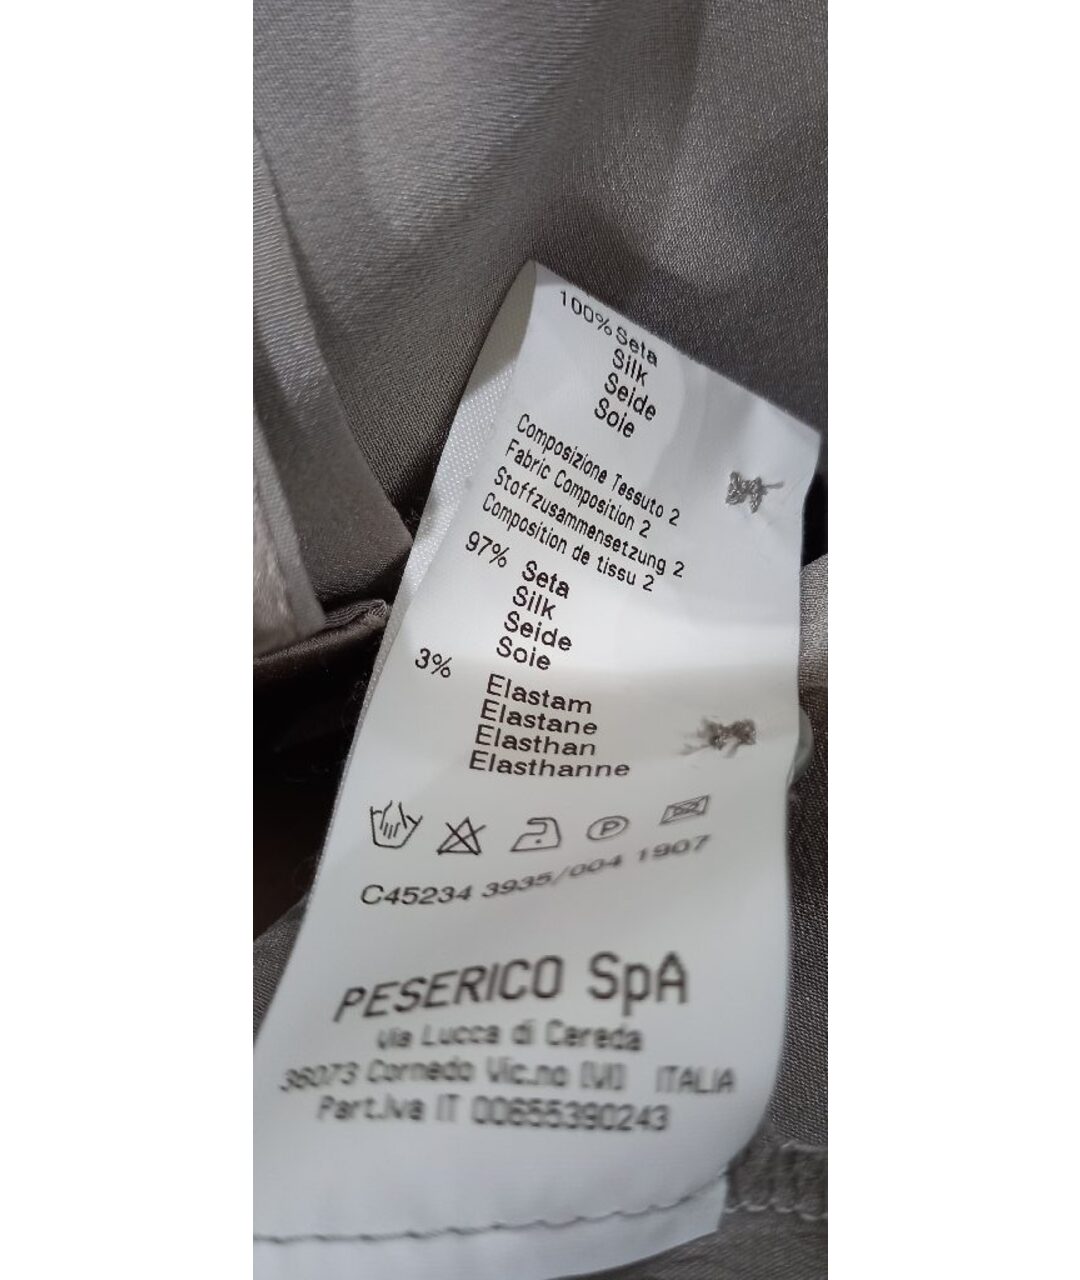 100% Seta
Silk
Seide
Soie
Composizione Tessuto 2
Fabric Composition 2
Stoffzusammensetzung 2
Composition de tissu 2
97% Seta
Silk
Seide
Soie
3% Elastam
Elastane
Elasthan
Elasthanne
P
C45234 3935/004 1907
PESERICO SpA
Via Lucca di Cereda
36073 Cornedo Vic.no (VI) ITALIA
Part.Iva IT 00655390243